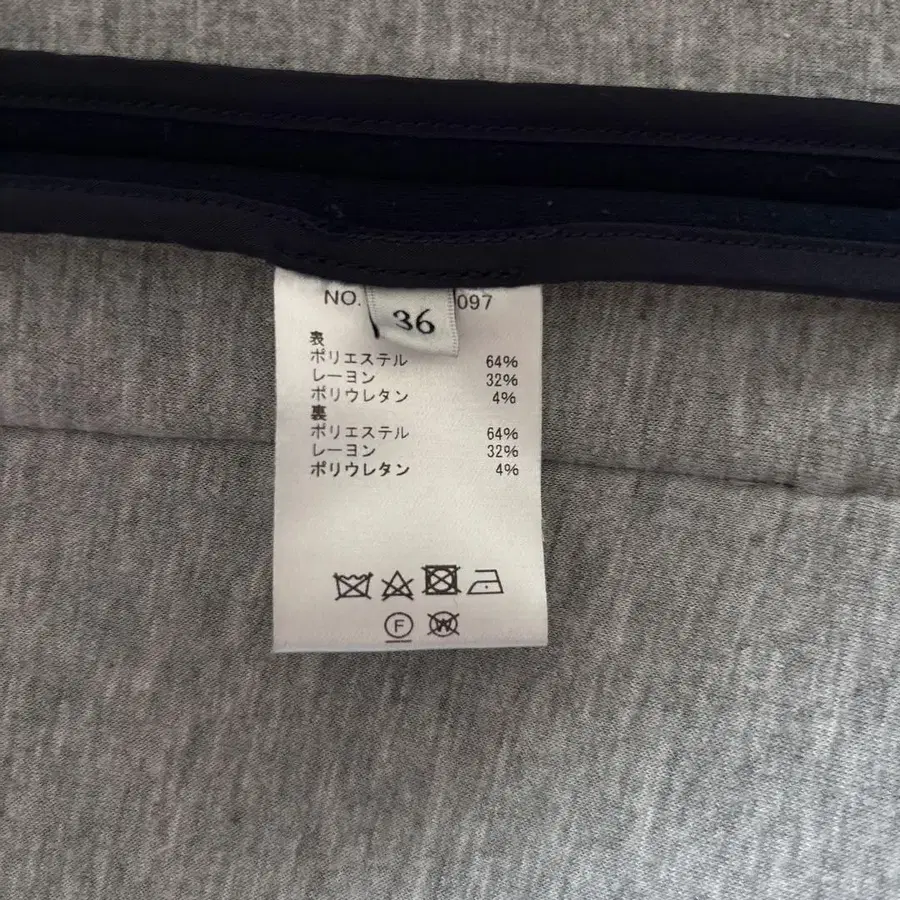 NO. 097
36
表
ポリエステル 64%
レーヨン 32%
ポリウレタン 4%
裏
ポリエステル 64%
レーヨン 32%
ポリウレタン 4%
F W